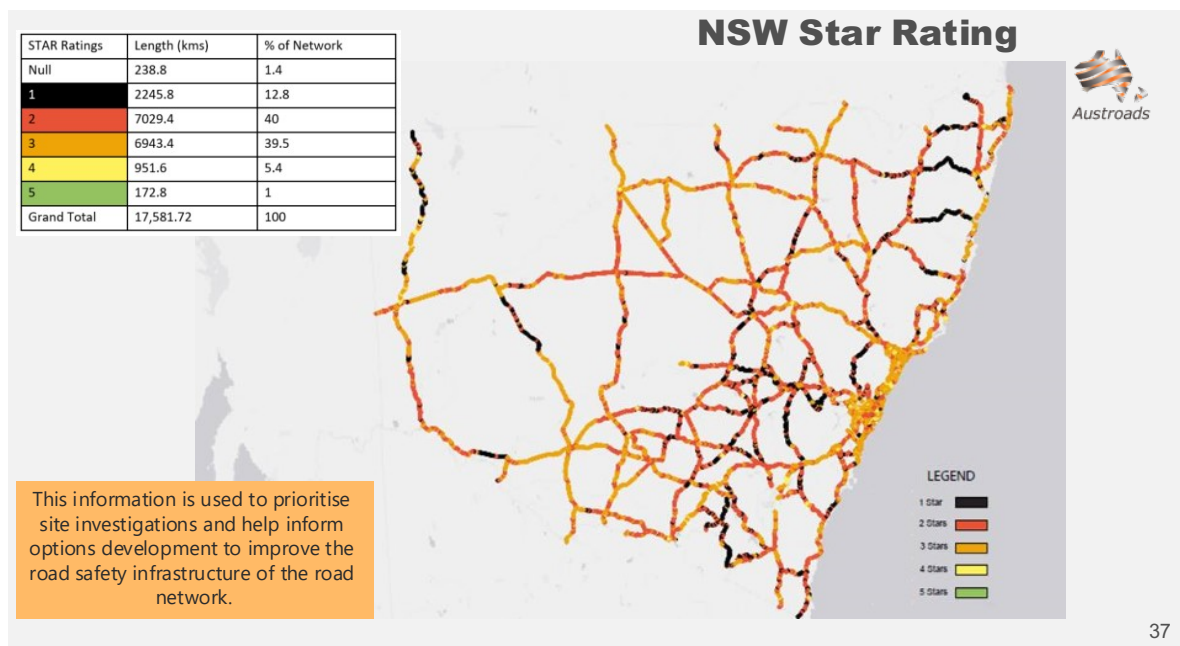 NSW Star Rating
STAR Ratings Length (kms) % of Network
Null 238.8 1.4
1 2245.8 12.8
2 7029.4 40
3 6943.4 39.5
4 951.6 5.4
5 172.8 1
Grand Total 17,581.72 100
Austroads
This information is used to prioritise
site investigations and help inform
options development to improve the
road safety infrastructure of the road
network.
LEGEND
1 Star
2 Stars
3 Stars
4 Stars
5 Stars
37